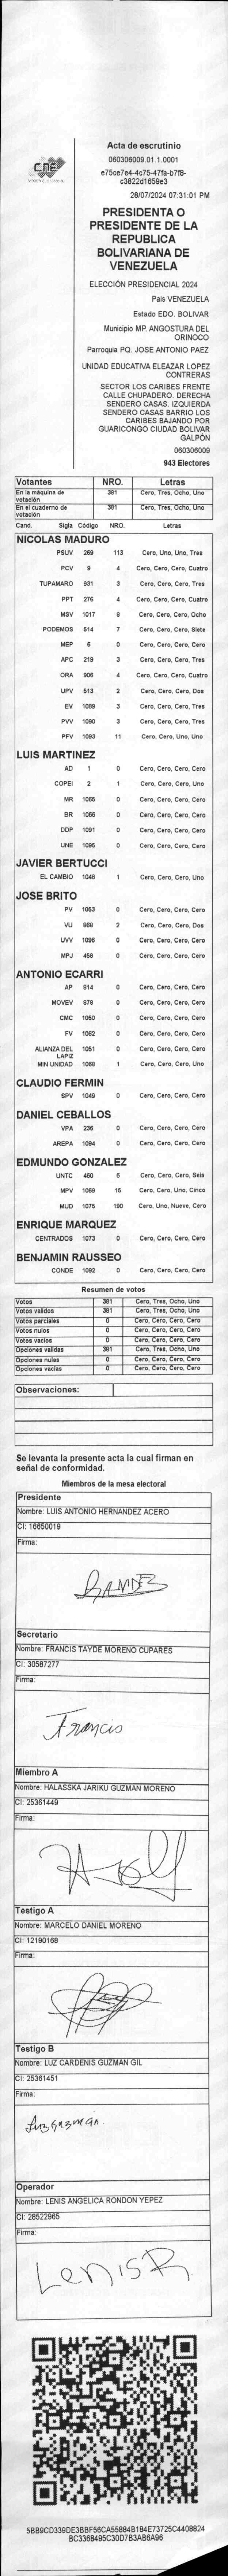 CNE
Acta de escrutinio
060306009.01.1.0001
28/07/2024 07:31:01 PM
PRESIDENTA O
PRESIDENTE DE LA
REPUBLICA
BOLIVARIANA DE
VENEZUELA
ELECCIÓN PRESIDENCIAL 2024
Pais VENEZUELA
Estado EDO. BOLIVAR
Municipio MP. ANGOSTURA DEL
ORINOCO
Parroquia PQ. JOSE ANTONIO PAEZ
UNIDAD EDUCATIVA ELEAZAR LÓPEZ
CONTRERAS
SECTOR LOS CARIBES FRENTE
CALLE CHUPADERO. DERECHA
SENDERO CASAS. IZQUIERDA
SENDERO CASAS BARRIO LOS
CARIBES BAJANDO POR
GUARICONGO CIUDAD BOLIVAR
GALPÓN
060306009
943 Electores
Votantes NRO. Letras
En la máquina de votación 381 Cero, Tres, Ocho, Uno
En el cuaderno de votación 381 Cero, Tres, Ocho, Uno
Cand. Sigla Código NRO. Letras
NICOLAS MADURO
PSUV 269 113 Cero, Uno, Uno, Tres
PCV 9 4 Cero, Cero, Cero, Cuatro
TUPAMARO 931 3 Cero, Cero, Cero, Tres
PPT 276 4 Cero, Cero, Cero, Cuatro
MSV 1017 8 Cero, Cero, Cero, Ocho
PODEMOS 514 7 Cero, Cero, Cero, Siete
MEP 6 0 Cero, Cero, Cero, Cero
APC 219 3 Cero, Cero, Cero, Tres
ORA 906 4 Cero, Cero, Cero, Cuatro
UPV 513 2 Cero, Cero, Cero, Dos
EV 1089 3 Cero, Cero, Cero, Tres
PVV 1090 3 Cero, Cero, Cero, Tres
PFV 1093 11 Cero, Cero, Uno, Uno
LUIS MARTINEZ
AD 1 0 Cero, Cero, Cero, Cero
COPEI 2 1 Cero, Cero, Cero, Uno
MR 1065 0 Cero, Cero, Cero, Cero
BR 1066 0 Cero, Cero, Cero, Cero
DDP 1091 0 Cero, Cero, Cero, Cero
UNE 1095 0 Cero, Cero, Cero, Cero
JAVIER BERTUCCI
EL CAMBIO 1048 1 Cero, Cero, Cero, Uno
JOSE BRITO
PV 1053 0 Cero, Cero, Cero, Cero
VU 868 2 Cero, Cero, Cero, Dos
UVV 1096 0 Cero, Cero, Cero, Cero
MPJ 458 0 Cero, Cero, Cero, Cero
ANTONIO ECARRI
AP 914 0 Cero, Cero, Cero, Cero
MOVEV 878 0 Cero, Cero, Cero, Cero
CMC 1050 0 Cero, Cero, Cero, Cero
FV 1062 0 Cero, Cero, Cero, Cero
ALIANZA DEL LAPIZ 1051 0 Cero, Cero, Cero, Cero
MIN UNIDAD 1068 1 Cero, Cero, Cero, Uno
CLAUDIO FERMIN
SPV 1049 0 Cero, Cero, Cero, Cero
DANIEL CEBALLOS
VPA 236 0 Cero, Cero, Cero, Cero
AREPA 1094 0 Cero, Cero, Cero, Cero
EDMUNDO GONZALEZ
UNTC 460 6 Cero, Cero, Cero, Seis
MPV 1069 15 Cero, Cero, Uno, Cinco
MUD 1075 190 Cero, Uno, Nueve, Cero
ENRIQUE MARQUEZ
CENTRADOS 1073 0 Cero, Cero, Cero, Cero
BENJAMIN RAUSSEO
CONDE 1092 0 Cero, Cero, Cero, Cero
Resumen de votos
Votos 381 Cero, Tres, Ocho, Uno
Votos validos 381 Cero, Tres, Ocho, Uno
Votos parciales 0 Cero, Cero, Cero, Cero
Votos nulos 0 Cero, Cero, Cero, Cero
Votos vacios 0 Cero, Cero, Cero, Cero
Opciones validas 381 Cero, Tres, Ocho, Uno
Opciones nulas 0 Cero, Cero, Cero, Cero
Opciones vacias 0 Cero, Cero, Cero, Cero
Observaciones:
Se levanta la presente acta la cual firman en
señal de conformidad.
Miembros de la mesa electoral
Presidente
Nombre: LUIS ANTONIO HERNANDEZ ACERO
CI: 16650019
Firma:
Secretario
Nombre: FRANCIS TAYDE MORENO CUPARES
CI: 30587277
Firma:
Francis
Miembro A
Nombre: HALASSKA JARIKU GUZMAN MORENO
CI: 25361449
Firma:
Testigo A
Nombre: MARCELO DANIEL MORENO
CI: 12190168
Firma:
Testigo B
Nombre: LUZ CARDENIS GUZMAN GIL
CI: 25361451
Firma:
Luz Guzman.
Operador
Nombre: LENIS ANGELICA RONDON YEPEZ
CI: 28522965
Firma:
LenisR